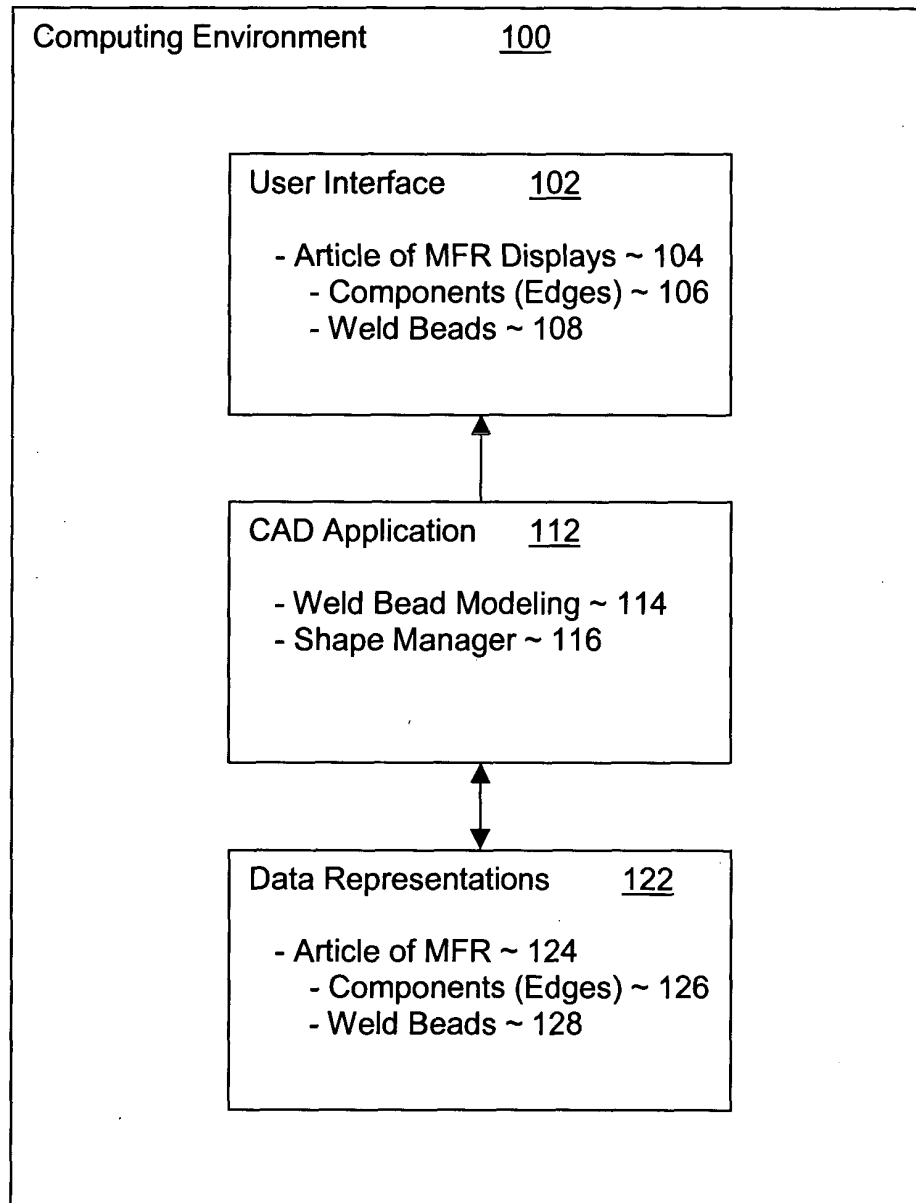 Computing Environment 100
User Interface 102
- Article of MFR Displays ~ 104
- Components (Edges) ~ 106
- Weld Beads ~ 108
CAD Application 112
- Weld Bead Modeling ~ 114
- Shape Manager ~ 116
Data Representations 122
- Article of MFR ~ 124
- Components (Edges) ~ 126
- Weld Beads ~ 128